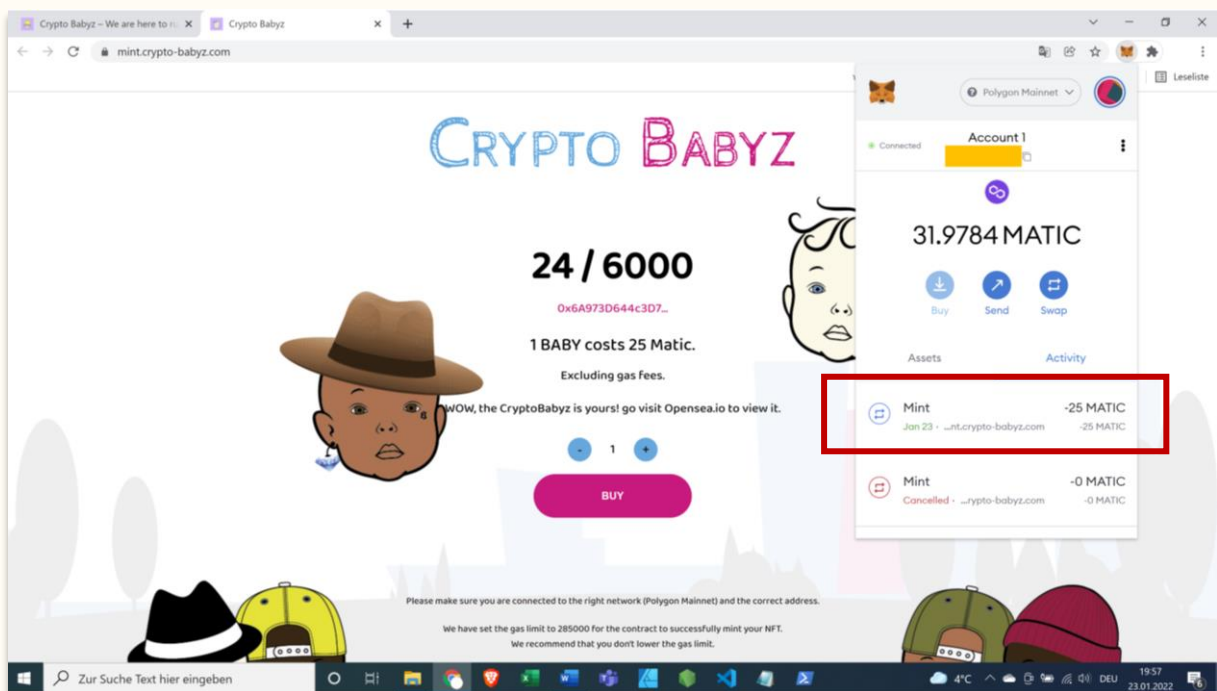 Crypto Babyz – We are here to
Crypto Babyz
mint.crypto-babyz.com
Leseliste
CRYPTO BABYZ
24 / 6000
0x6A973D644c3D7...
1 BABY costs 25 Matic.
Excluding gas fees.
WOW, the CryptoBabyz is yours! go visit Opensea.io to view it.
- 1 +
BUY
Please make sure you are connected to the right network (Polygon Mainnet) and the correct address.
We have set the gas limit to 285000 for the contract to successfully mint your NFT.
We recommend that you don't lower the gas limit.
6
Polygon Mainnet
Connected
Account 1
31.9784 MATIC
Buy Send Swap
Assets Activity
Mint -25 MATIC
Jan 23 · ...nt.crypto-babyz.com -25 MATIC
Mint -0 MATIC
Cancelled · ...rypto-babyz.com -0 MATIC
Zur Suche Text hier eingeben
4°C DEU 19:57
23.01.2022
6